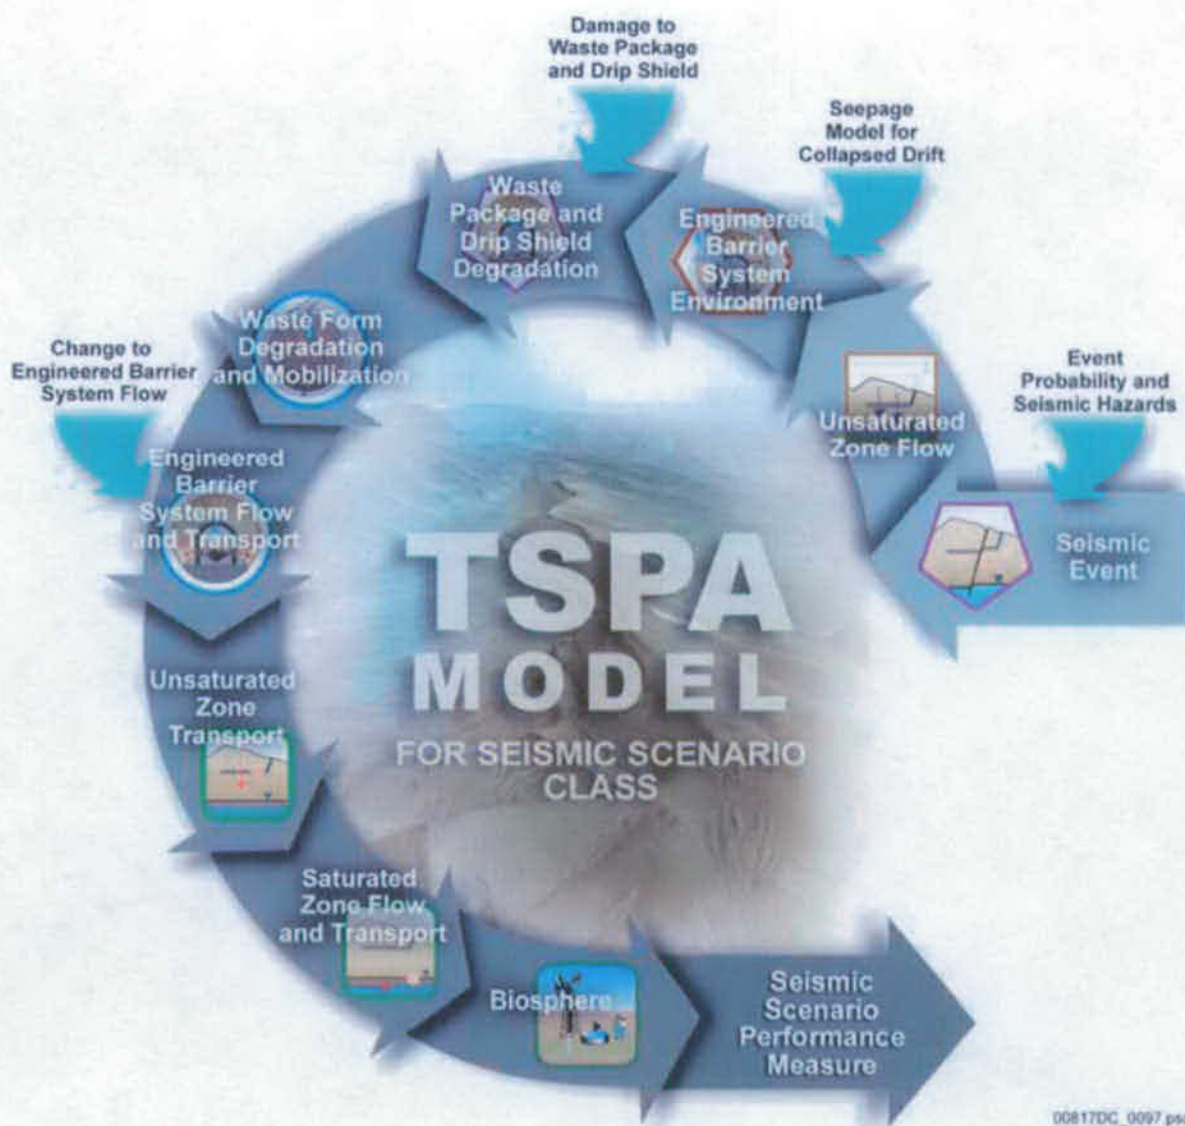 Damage to
Waste Package
and Drip Shield
Seepage
Model for
Collapsed Drift
Waste
Package and
Drip Shield
Degradation
Engineered
Barrier
System
Environment
Waste Form
Degradation
and Mobilization
Change to
Engineered Barrier
System Flow
Event
Probability and
Seismic Hazards
Unsaturated
Zone Flow
Engineered
Barrier
System Flow
and Transport
Seismic
Event
TSPA
MODEL
FOR SEISMIC SCENARIO
CLASS
Unsaturated
Zone
Transport
Saturated
Zone Flow
and Transport
Biosphere
Seismic
Scenario
Performance
Measure